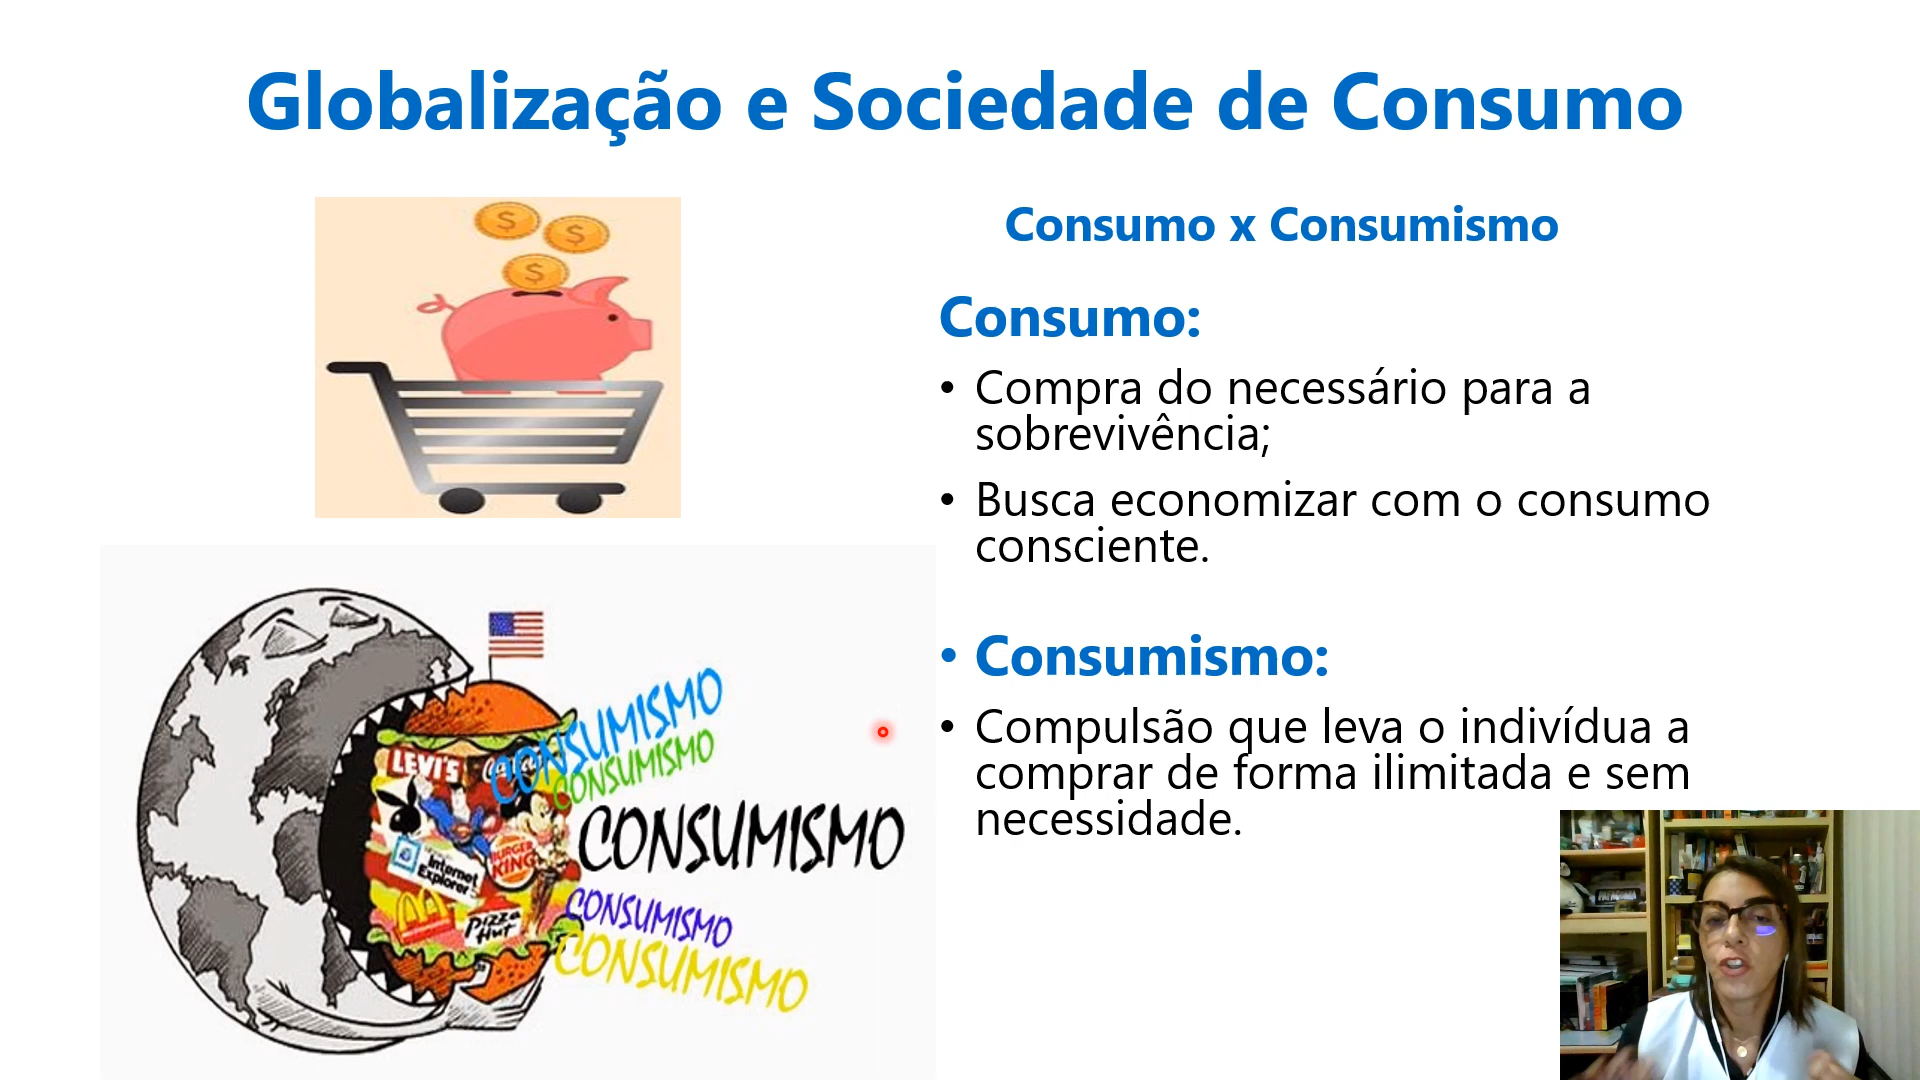 Globalização e Sociedade de Consumo
Consumo x Consumismo
Consumo:
• Compra do necessário para a
sobrevivência;
• Busca economizar com o consumo
consciente.
• Consumismo:
• Compulsão que leva o indivídua a
comprar de forma ilimitada e sem
necessidade.
$
$
$
CONSUMISMO
CONSUMISMO
CONSUMISMO
CONSUMISMO
CONSUMISMO
LEVI'S
Internet
Explorer
BURGER
KING
Pizza
Hut